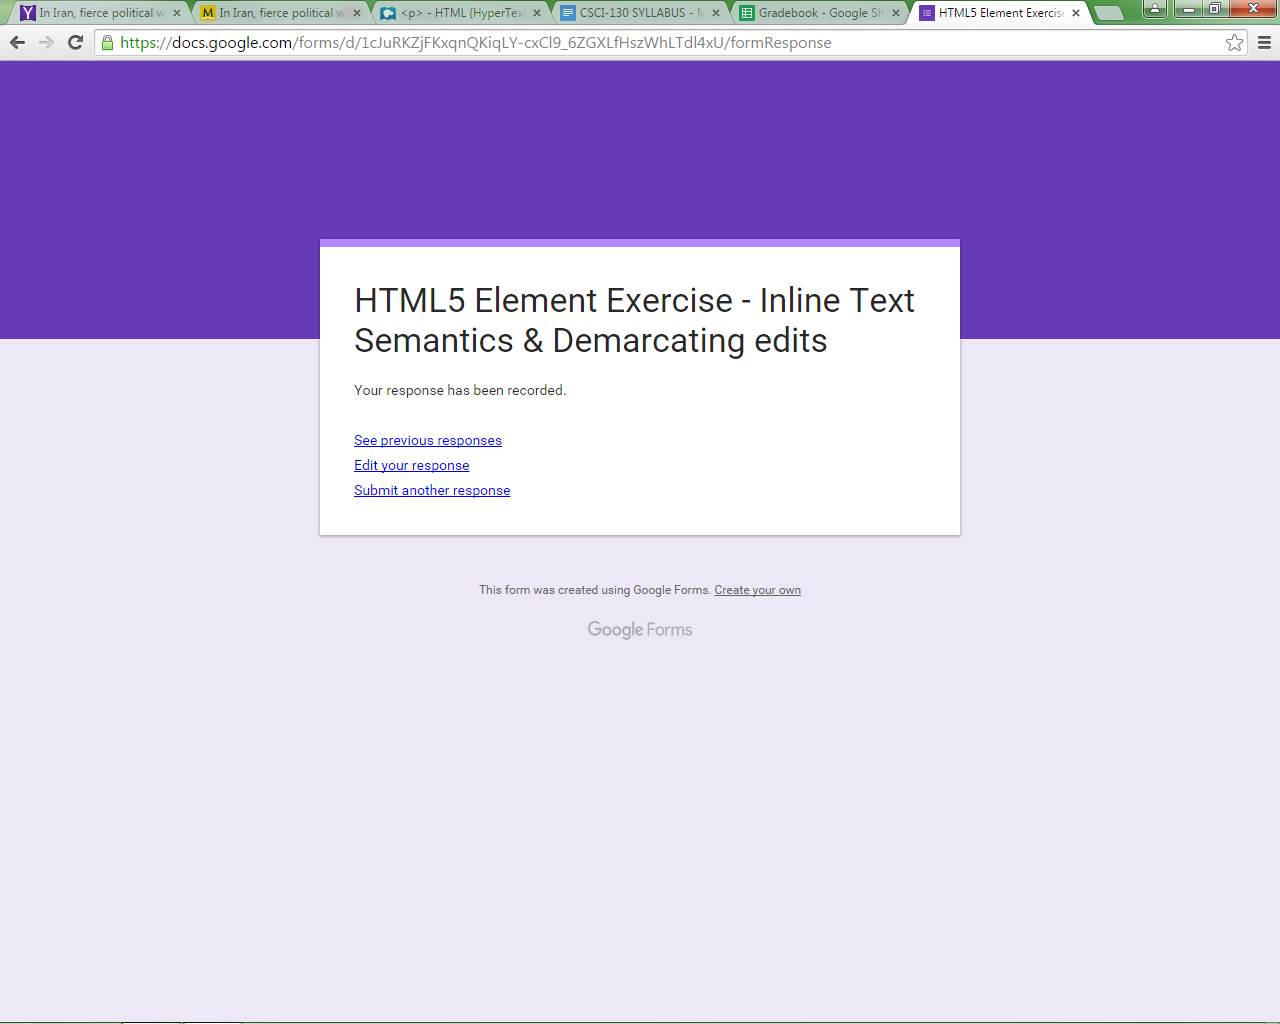 In Iran, fierce political w
In Iran, fierce political w
<p> - HTML (HyperText
CSCI-130 SYLLABUS - M
Gradebook - Google Sh
HTML5 Element Exercise
https://docs.google.com/forms/d/1cJuRKZjFKxqnQKiqLY-cxCl9_6ZGXLfHszWhLTdl4xU/formResponse
HTML5 Element Exercise - Inline Text
Semantics & Demarcating edits
Your response has been recorded.
See previous responses
Edit your response
Submit another response
This form was created using Google Forms. Create your own
Google Forms